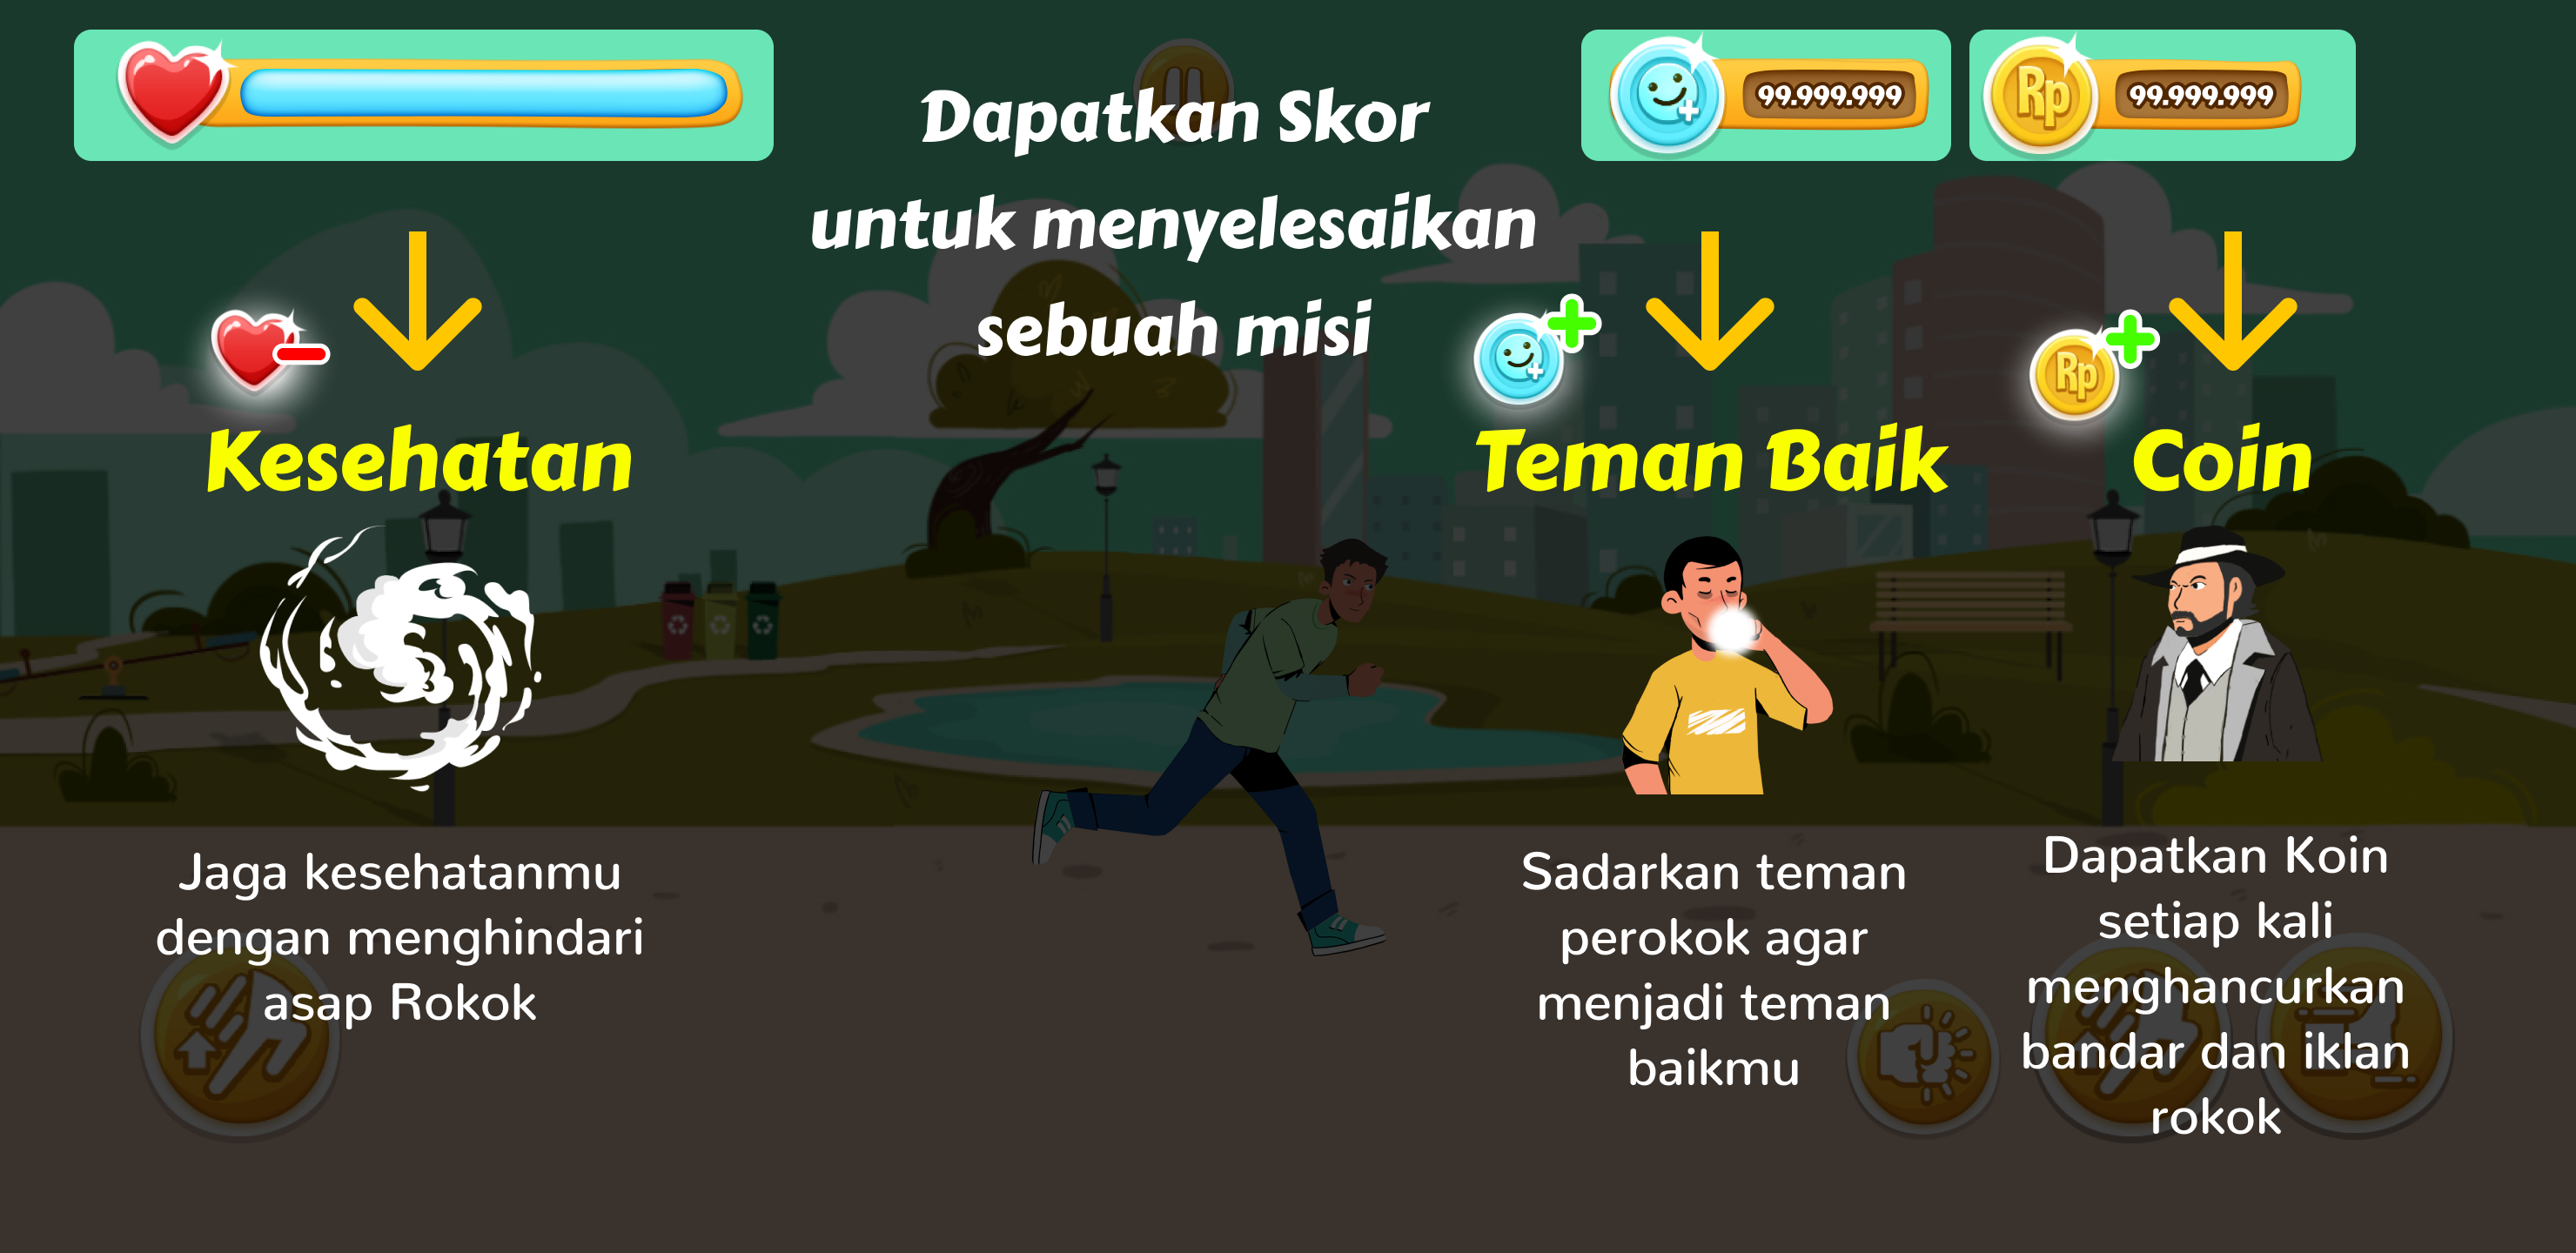 99.999.999
Rp
99.999.999
Dapatkan Skor
untuk menyelesaikan
sebuah misi
Rp
Kesehatan
Teman Baik
Coin
Jaga kesehatanmu
dengan menghindari
asap Rokok
Sadarkan teman
perokok agar
menjadi teman
baikmu
Dapatkan Koin
setiap kali
menghancurkan
bandar dan iklan
rokok